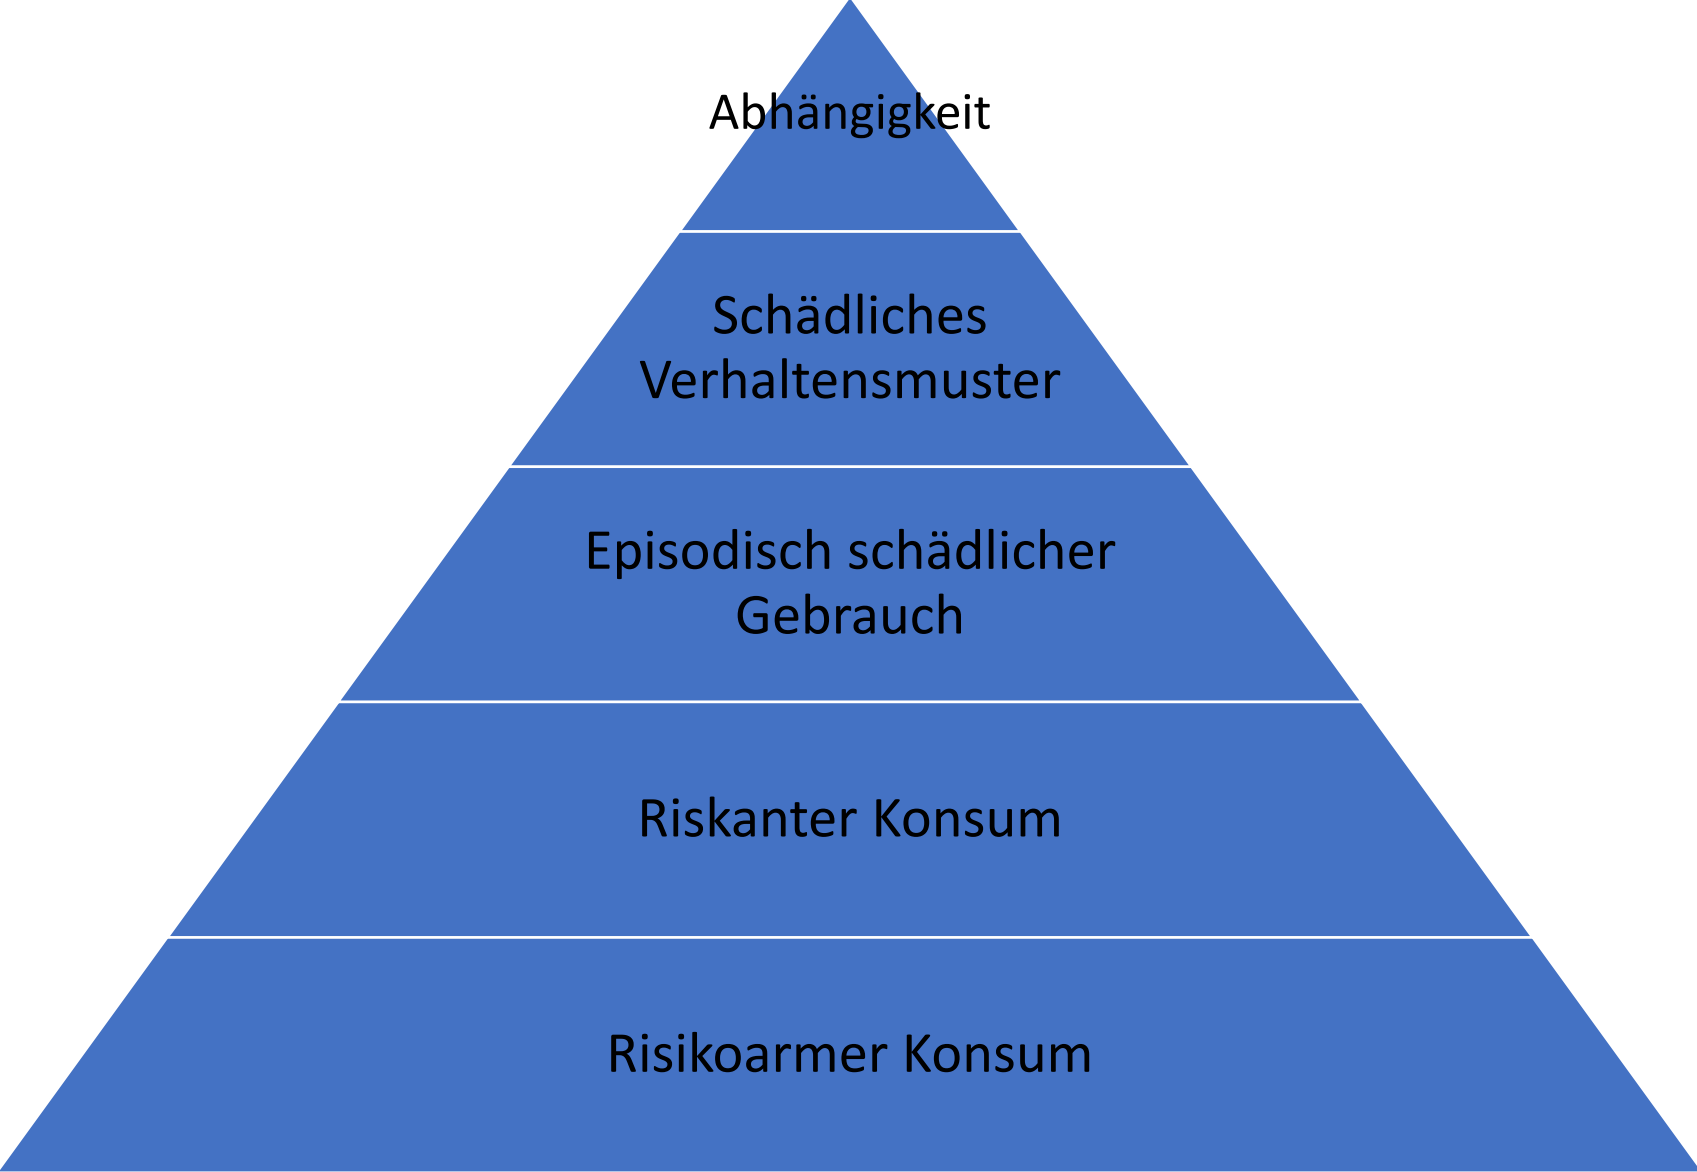 Abhängigkeit
Schädliches
Verhaltensmuster
Episodisch schädlicher
Gebrauch
Riskanter Konsum
Risikoarmer Konsum